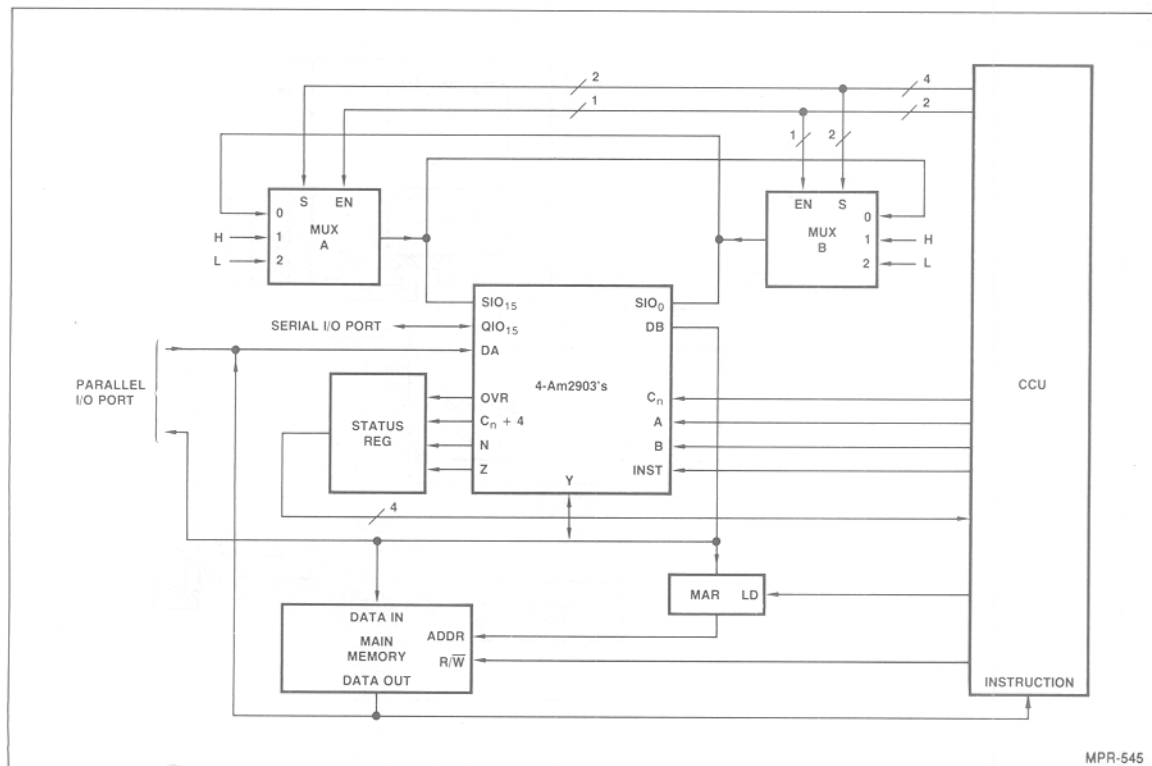 2
4
1
2
1
2
S EN
0
MUX
A
H
1
L
2
EN S
0
MUX
B
1
H
2
L
SIO₁₅
SIO₀
SERIAL I/O PORT
QIO₁₅
DB
DA
PARALLEL
I/O PORT
4-Am2903's
CCU
STATUS
REG
OVR
Cₙ + 4
N
Z
Cₙ
A
B
INST
Y
4
MAR LD
DATA IN
MAIN
MEMORY
DATA OUT
ADDR
R/W̅
INSTRUCTION
MPR-545